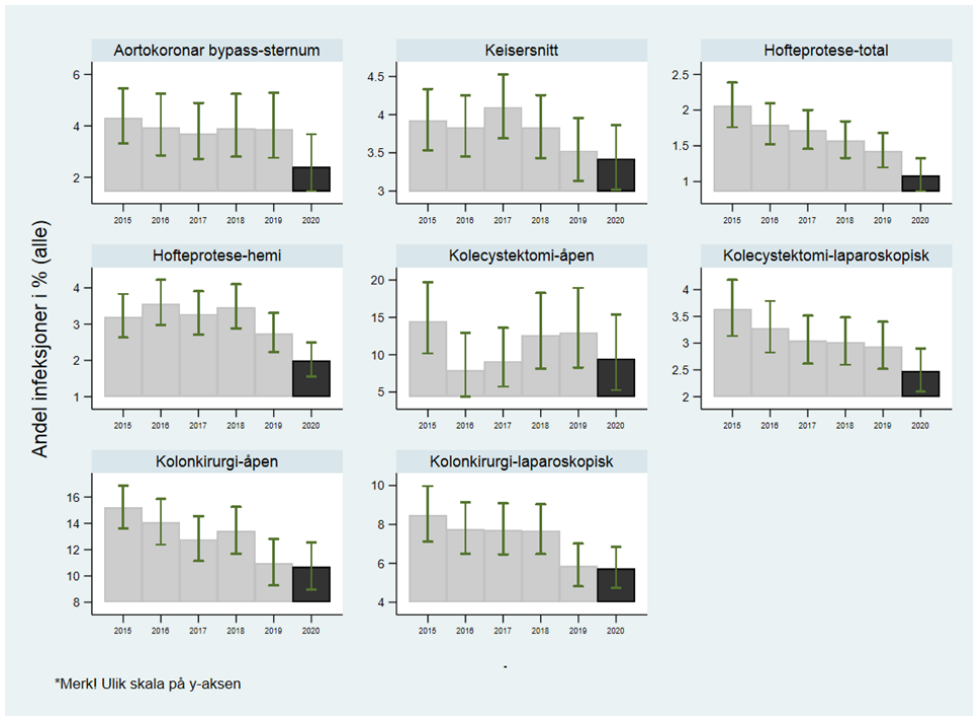 Andel infeksjoner i % (alle)
Aortokoronar bypass-sternum
6
4
2
2015 2016 2017 2018 2019 2020
Keisersnitt
4.5
4
3.5
3
2015 2016 2017 2018 2019 2020
Hofteprotese-total
2.5
2
1.5
1
2015 2016 2017 2018 2019 2020
Hofteprotese-hemi
4
3
2
1
2015 2016 2017 2018 2019 2020
Kolecystektomi-åpen
20
15
10
5
2015 2016 2017 2018 2019 2020
Kolecystektomi-laparoskopisk
4
3.5
3
2.5
2
2015 2016 2017 2018 2019 2020
Kolonkirurgi-åpen
16
14
12
10
8
2015 2016 2017 2018 2019 2020
Kolonkirurgi-laparoskopisk
10
8
6
4
2015 2016 2017 2018 2019 2020
*Merk! Ulik skala på y-aksen